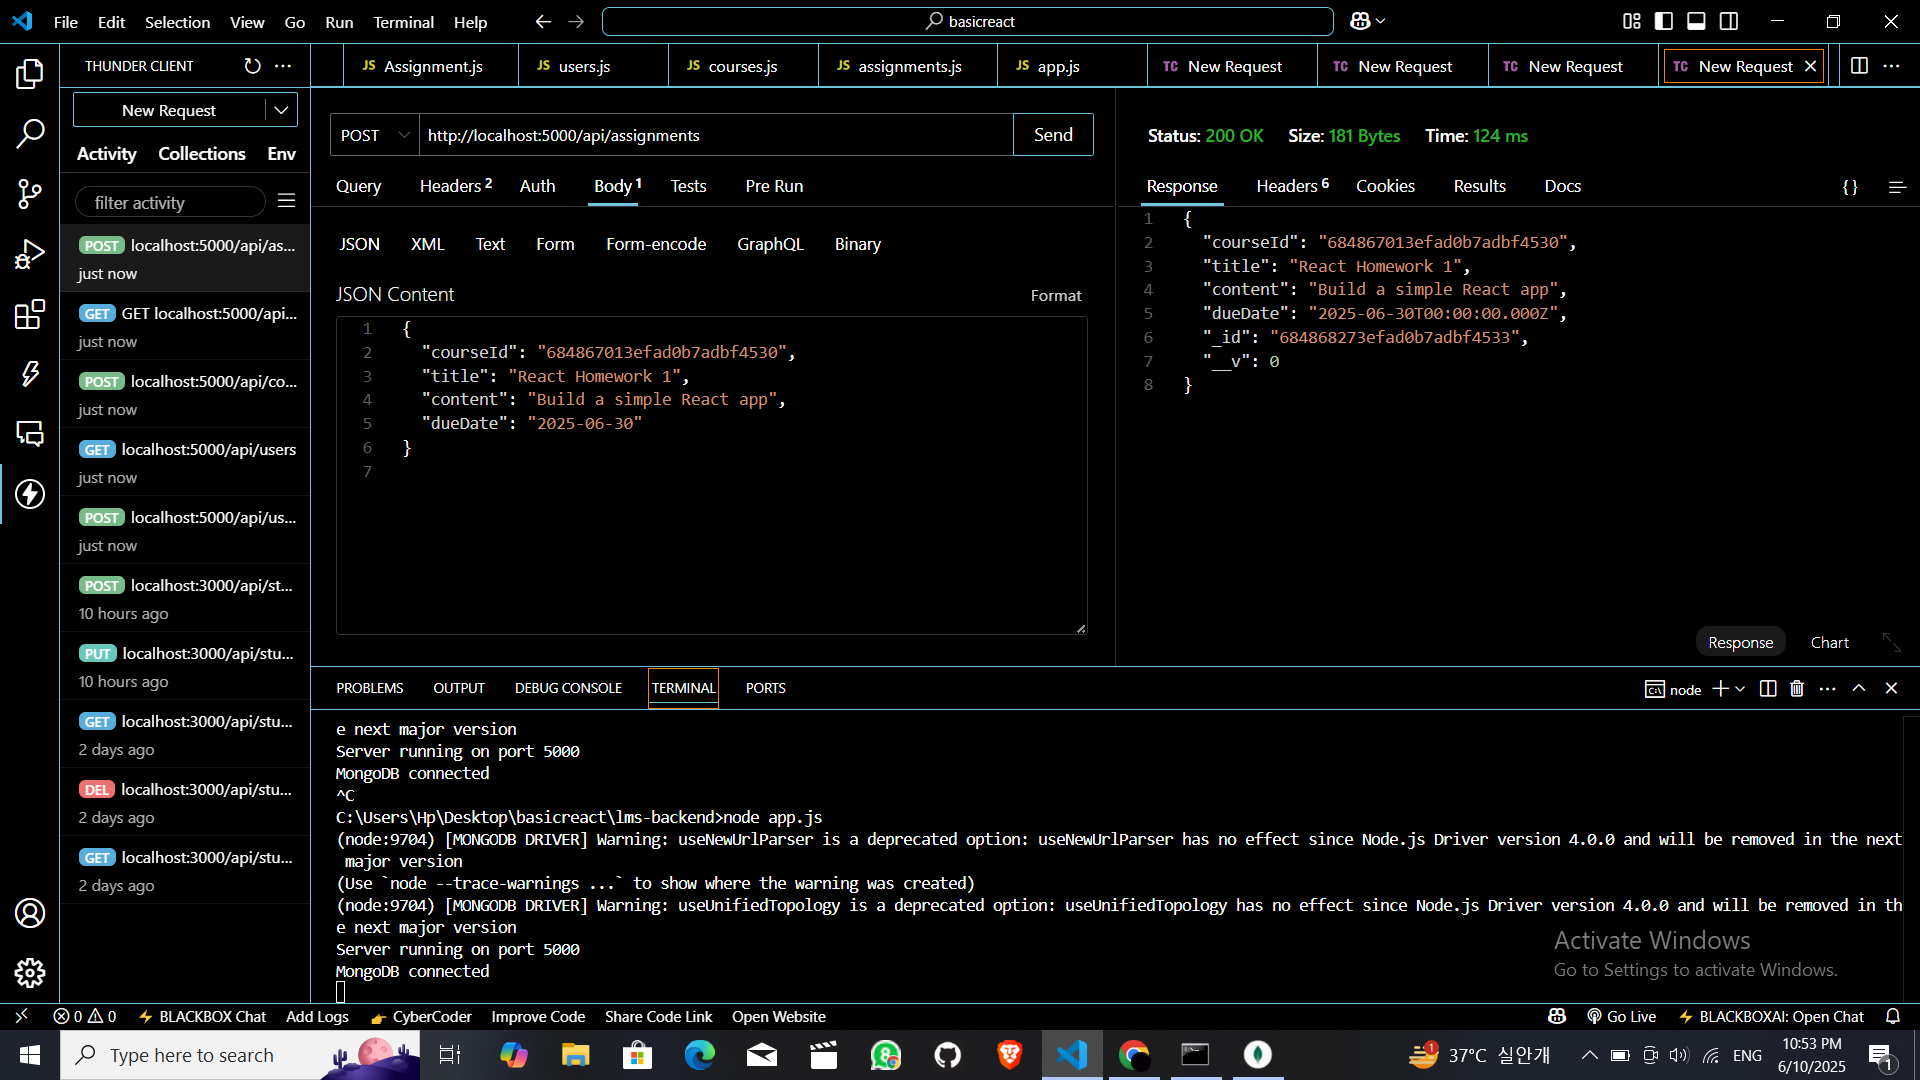 File Edit Selection View Go Run Terminal Help
basicreact
THUNDER CLIENT
JS Assignment.js
JS users.js
JS courses.js
JS assignments.js
JS app.js
TC New Request
TC New Request
TC New Request
TC New Request
New Request
Activity Collections Env
filter activity
POST localhost:5000/api/as...
just now
GET GET localhost:5000/api...
just now
POST localhost:5000/api/co...
just now
GET localhost:5000/api/users
just now
POST localhost:5000/api/us...
just now
POST localhost:3000/api/st...
10 hours ago
PUT localhost:3000/api/stu...
10 hours ago
GET localhost:3000/api/stu...
2 days ago
DEL localhost:3000/api/stu...
2 days ago
GET localhost:3000/api/stu...
2 days ago
POST http://localhost:5000/api/assignments Send
Query Headers 2 Auth Body 1 Tests Pre Run
JSON XML Text Form Form-encode GraphQL Binary
JSON Content Format
1 {
2 "courseId": "684867013efad0b7adbf4530",
3 "title": "React Homework 1",
4 "content": "Build a simple React app",
5 "dueDate": "2025-06-30"
6 }
7
Status: 200 OK Size: 181 Bytes Time: 124 ms
Response Headers 6 Cookies Results Docs {}
1 {
2 "courseId": "684867013efad0b7adbf4530",
3 "title": "React Homework 1",
4 "content": "Build a simple React app",
5 "dueDate": "2025-06-30T00:00:00.000Z",
6 "_id": "684868273efad0b7adbf4533",
7 "__v": 0
8 }
Response Chart
PROBLEMS OUTPUT DEBUG CONSOLE TERMINAL PORTS
node
e next major version
Server running on port 5000
MongoDB connected
^C
C:\Users\Hp\Desktop\basicreact\lms-backend>node app.js
(node:9704) [MONGODB DRIVER] Warning: useNewUrlParser is a deprecated option: useNewUrlParser has no effect since Node.js Driver version 4.0.0 and will be removed in the next
major version
(Use `node --trace-warnings ...` to show where the warning was created)
(node:9704) [MONGODB DRIVER] Warning: useUnifiedTopology is a deprecated option: useUnifiedTopology has no effect since Node.js Driver version 4.0.0 and will be removed in th
e next major version
Server running on port 5000
MongoDB connected
Activate Windows
Go to Settings to activate Windows.
0 0 BLACKBOX Chat Add Logs CyberCoder Improve Code Share Code Link Open Website Go Live BLACKBOXAI: Open Chat
Type here to search
1 37°C 실안개 ENG
10:53 PM
6/10/2025
1